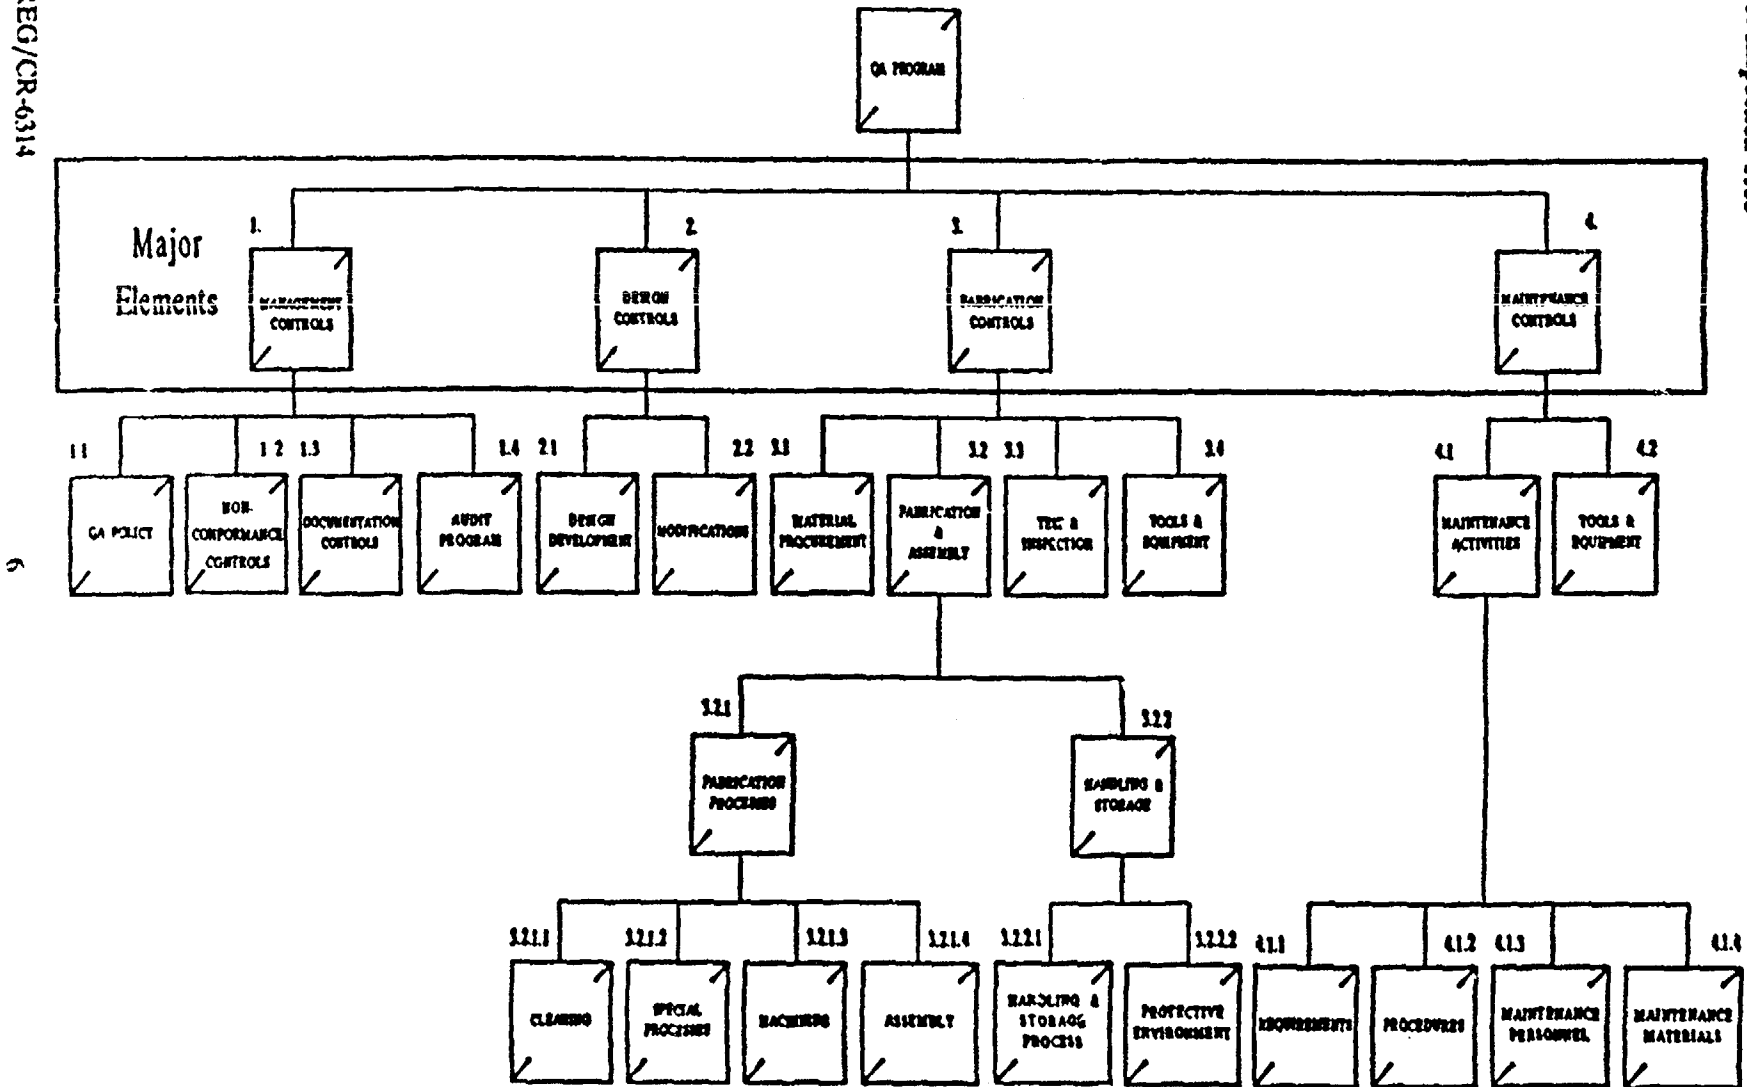 REG/CR-6314
6
QA PROGRAM
Major
Elements
1.
MANAGEMENT
CONTROLS
2.
DESIGN
CONTROLS
3.
FABRICATION
CONTROLS
4.
MAINTENANCE
CONTROLS
1.1
QA POLICY
1.2
NON-
CONFORMANCE
CONTROLS
1.3
DOCUMENTATION
CONTROLS
1.4
AUDIT
PROGRAM
2.1
DESIGN
DEVELOPMENT
2.2
MODIFICATIONS
3.1
MATERIAL
PROCUREMENT
3.2
FABRICATION
&
ASSEMBLY
3.3
TEST &
INSPECTION
3.4
TOOLS &
EQUIPMENT
4.1
MAINTENANCE
ACTIVITIES
4.2
TOOLS &
EQUIPMENT
3.2.1
FABRICATION
PROCESSES
3.2.2
HANDLING &
STORAGE
3.2.1.1
CLEANING
3.2.1.2
SPECIAL
PROCESSES
3.2.1.3
MACHINING
3.2.1.4
ASSEMBLY
3.2.2.1
HANDLING &
STORAGE
PROCESS
3.2.2.2
PROTECTIVE
ENVIRONMENT
4.1.1
REQUIREMENTS
4.1.2
PROCEDURES
4.1.3
MAINTENANCE
PERSONNEL
4.1.4
MAINTENANCE
MATERIALS